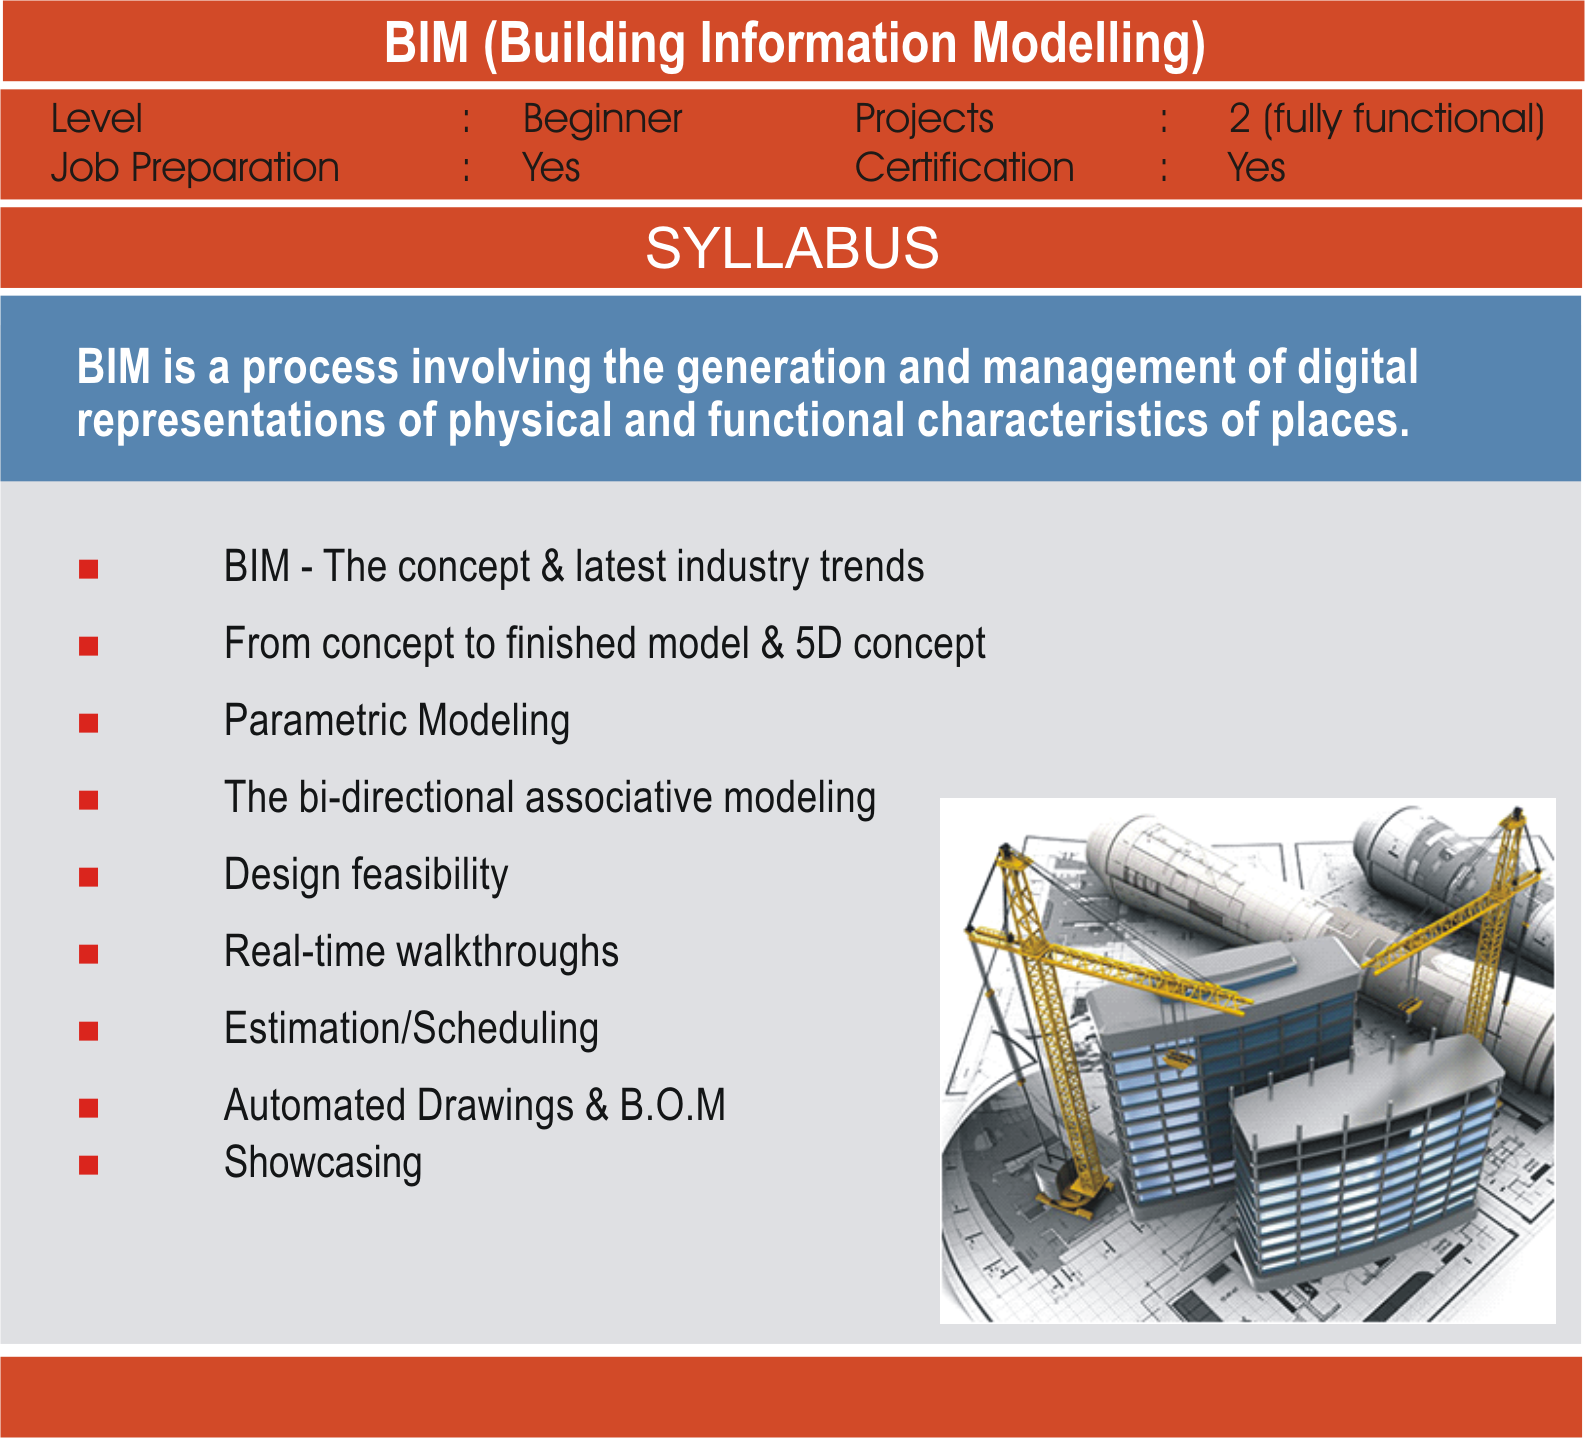 BIM (Building Information Modelling)
Level : Beginner Projects : 2 (fully functional)
Job Preparation : Yes Certification : Yes
SYLLABUS
BIM is a process involving the generation and management of digital
representations of physical and functional characteristics of places.
BIM - The concept & latest industry trends
From concept to finished model & 5D concept
Parametric Modeling
The bi-directional associative modeling
Design feasibility
Real-time walkthroughs
Estimation/Scheduling
Automated Drawings & B.O.M
Showcasing